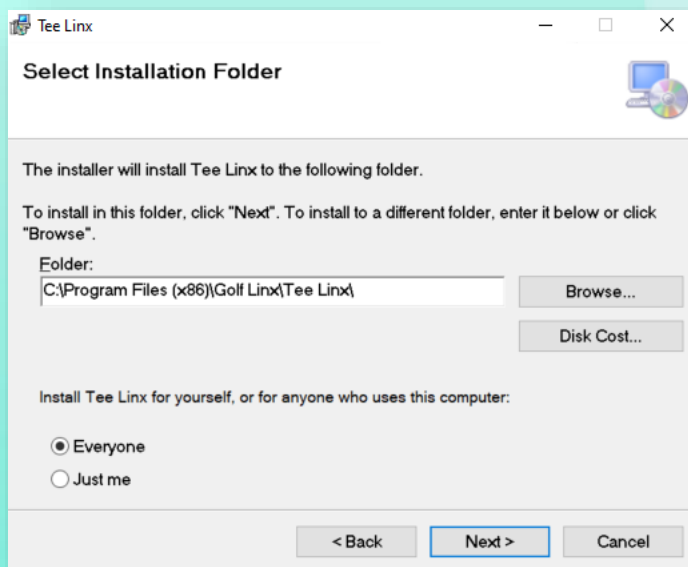 Tee Linx
Select Installation Folder
The installer will install Tee Linx to the following folder.
To install in this folder, click "Next". To install to a different folder, enter it below or click
"Browse".
Folder:
C:\Program Files (x86)\Golf Linx\Tee Linx\
Browse...
Disk Cost...
Install Tee Linx for yourself, or for anyone who uses this computer:
Everyone
Just me
< Back
Next >
Cancel